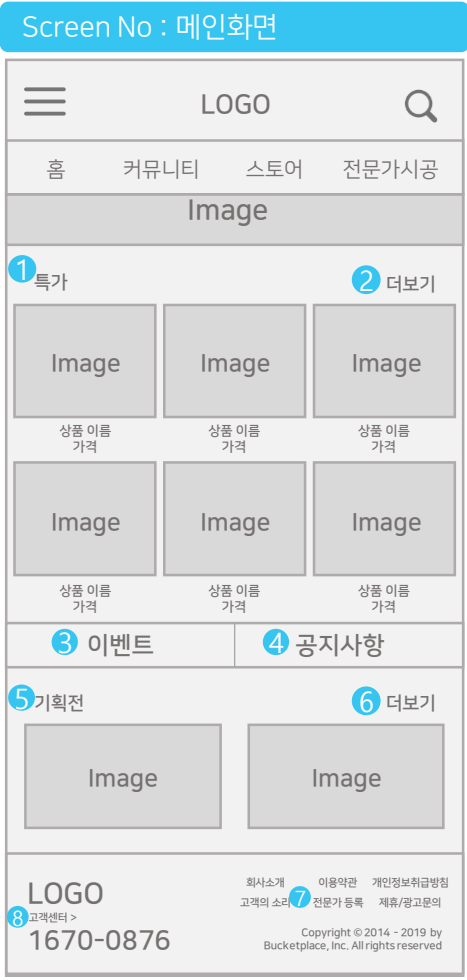 Screen No : 메인화면
LOGO
홈 커뮤니티 스토어 전문가시공
Image
1 특가 2 더보기
Image Image Image
상품 이름 상품 이름 상품 이름
가격 가격 가격
Image Image Image
상품 이름 상품 이름 상품 이름
가격 가격 가격
3 이벤트 4 공지사항
5 기획전 6 더보기
Image Image
회사소개 이용약관 개인정보취급방침
고객의 소리 7 전문가 등록 제휴/광고문의
LOGO
8 고객센터 >
1670-0876
Copyright © 2014 - 2019 by
Bucketplace, Inc. All rights reserved